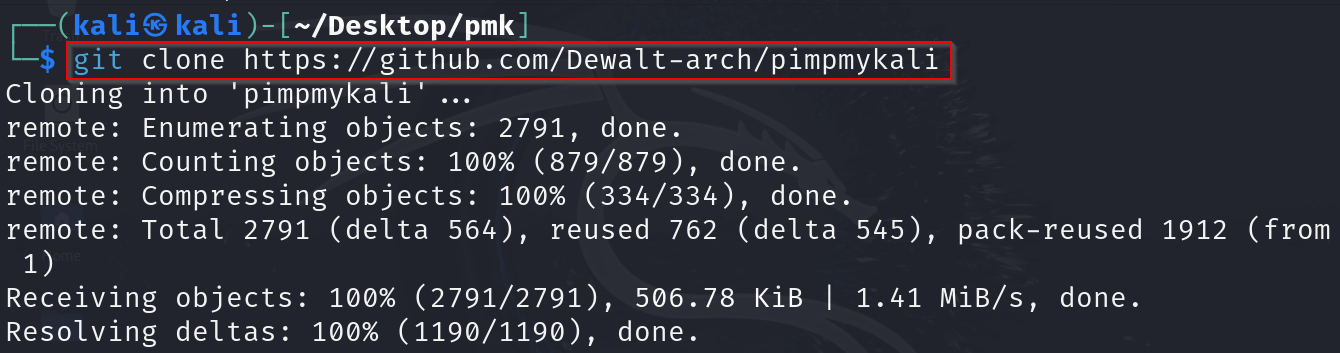 ┌──(kali㉿kali)-[~/Desktop/pmk]
└─$ git clone https://github.com/Dewalt-arch/pimpmykali
Cloning into 'pimpmykali'...
remote: Enumerating objects: 2791, done.
File System
remote: Counting objects: 100% (879/879), done.
remote: Compressing objects: 100% (334/334), done.
remote: Total 2791 (delta 564), reused 762 (delta 545), pack-reused 1912 (from
1)
Receiving objects: 100% (2791/2791), 506.78 KiB | 1.41 MiB/s, done.
Resolving deltas: 100% (1190/1190), done.